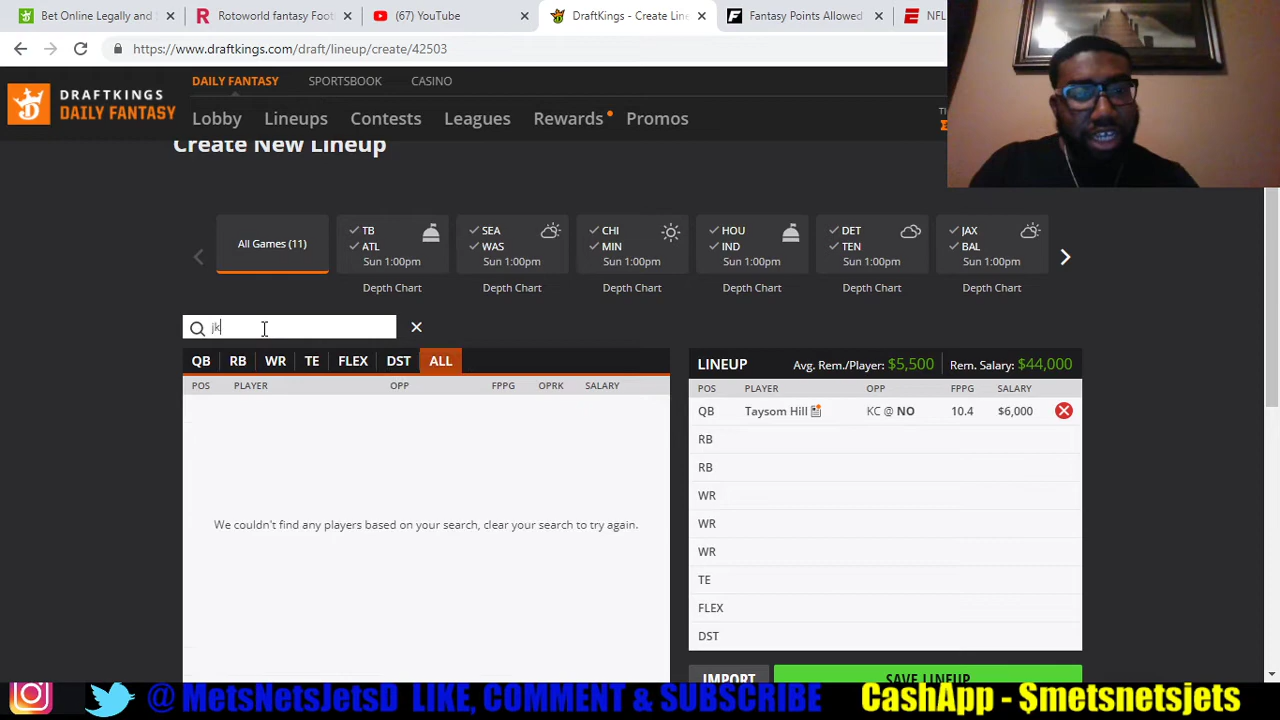 Bet Online Legally and
Rotoworld fantasy Foot
(67) YouTube
DraftKings - Create Line
Fantasy Points Allowed
NFL
https://www.draftkings.com/draft/lineup/create/42503
DAILY FANTASY SPORTSBOOK CASINO
DRAFTKINGS
DAILY FANTASY
Lobby Lineups Contests Leagues Rewards Promos
Create New Lineup
All Games (11)
TB
ATL
Sun 1:00pm
Depth Chart
SEA
WAS
Sun 1:00pm
Depth Chart
CHI
MIN
Sun 1:00pm
Depth Chart
HOU
IND
Sun 1:00pm
Depth Chart
DET
TEN
Sun 1:00pm
Depth Chart
JAX
BAL
Sun 1:00pm
Depth Chart
jk
QB RB WR TE FLEX DST ALL
POS PLAYER OPP FPPG OPRK SALARY
We couldn't find any players based on your search, clear your search to try again.
LINEUP Avg. Rem./Player: $5,500 Rem. Salary: $44,000
POS PLAYER OPP FPPG SALARY
QB Taysom Hill KC @ NO 10.4 $6,000
RB
RB
WR
WR
WR
TE
FLEX
DST
IMPORT SAVE LINEUP
@MetsNetsJetsD LIKE, COMMENT & SUBSCRIBE CashApp - $metsnetsjets